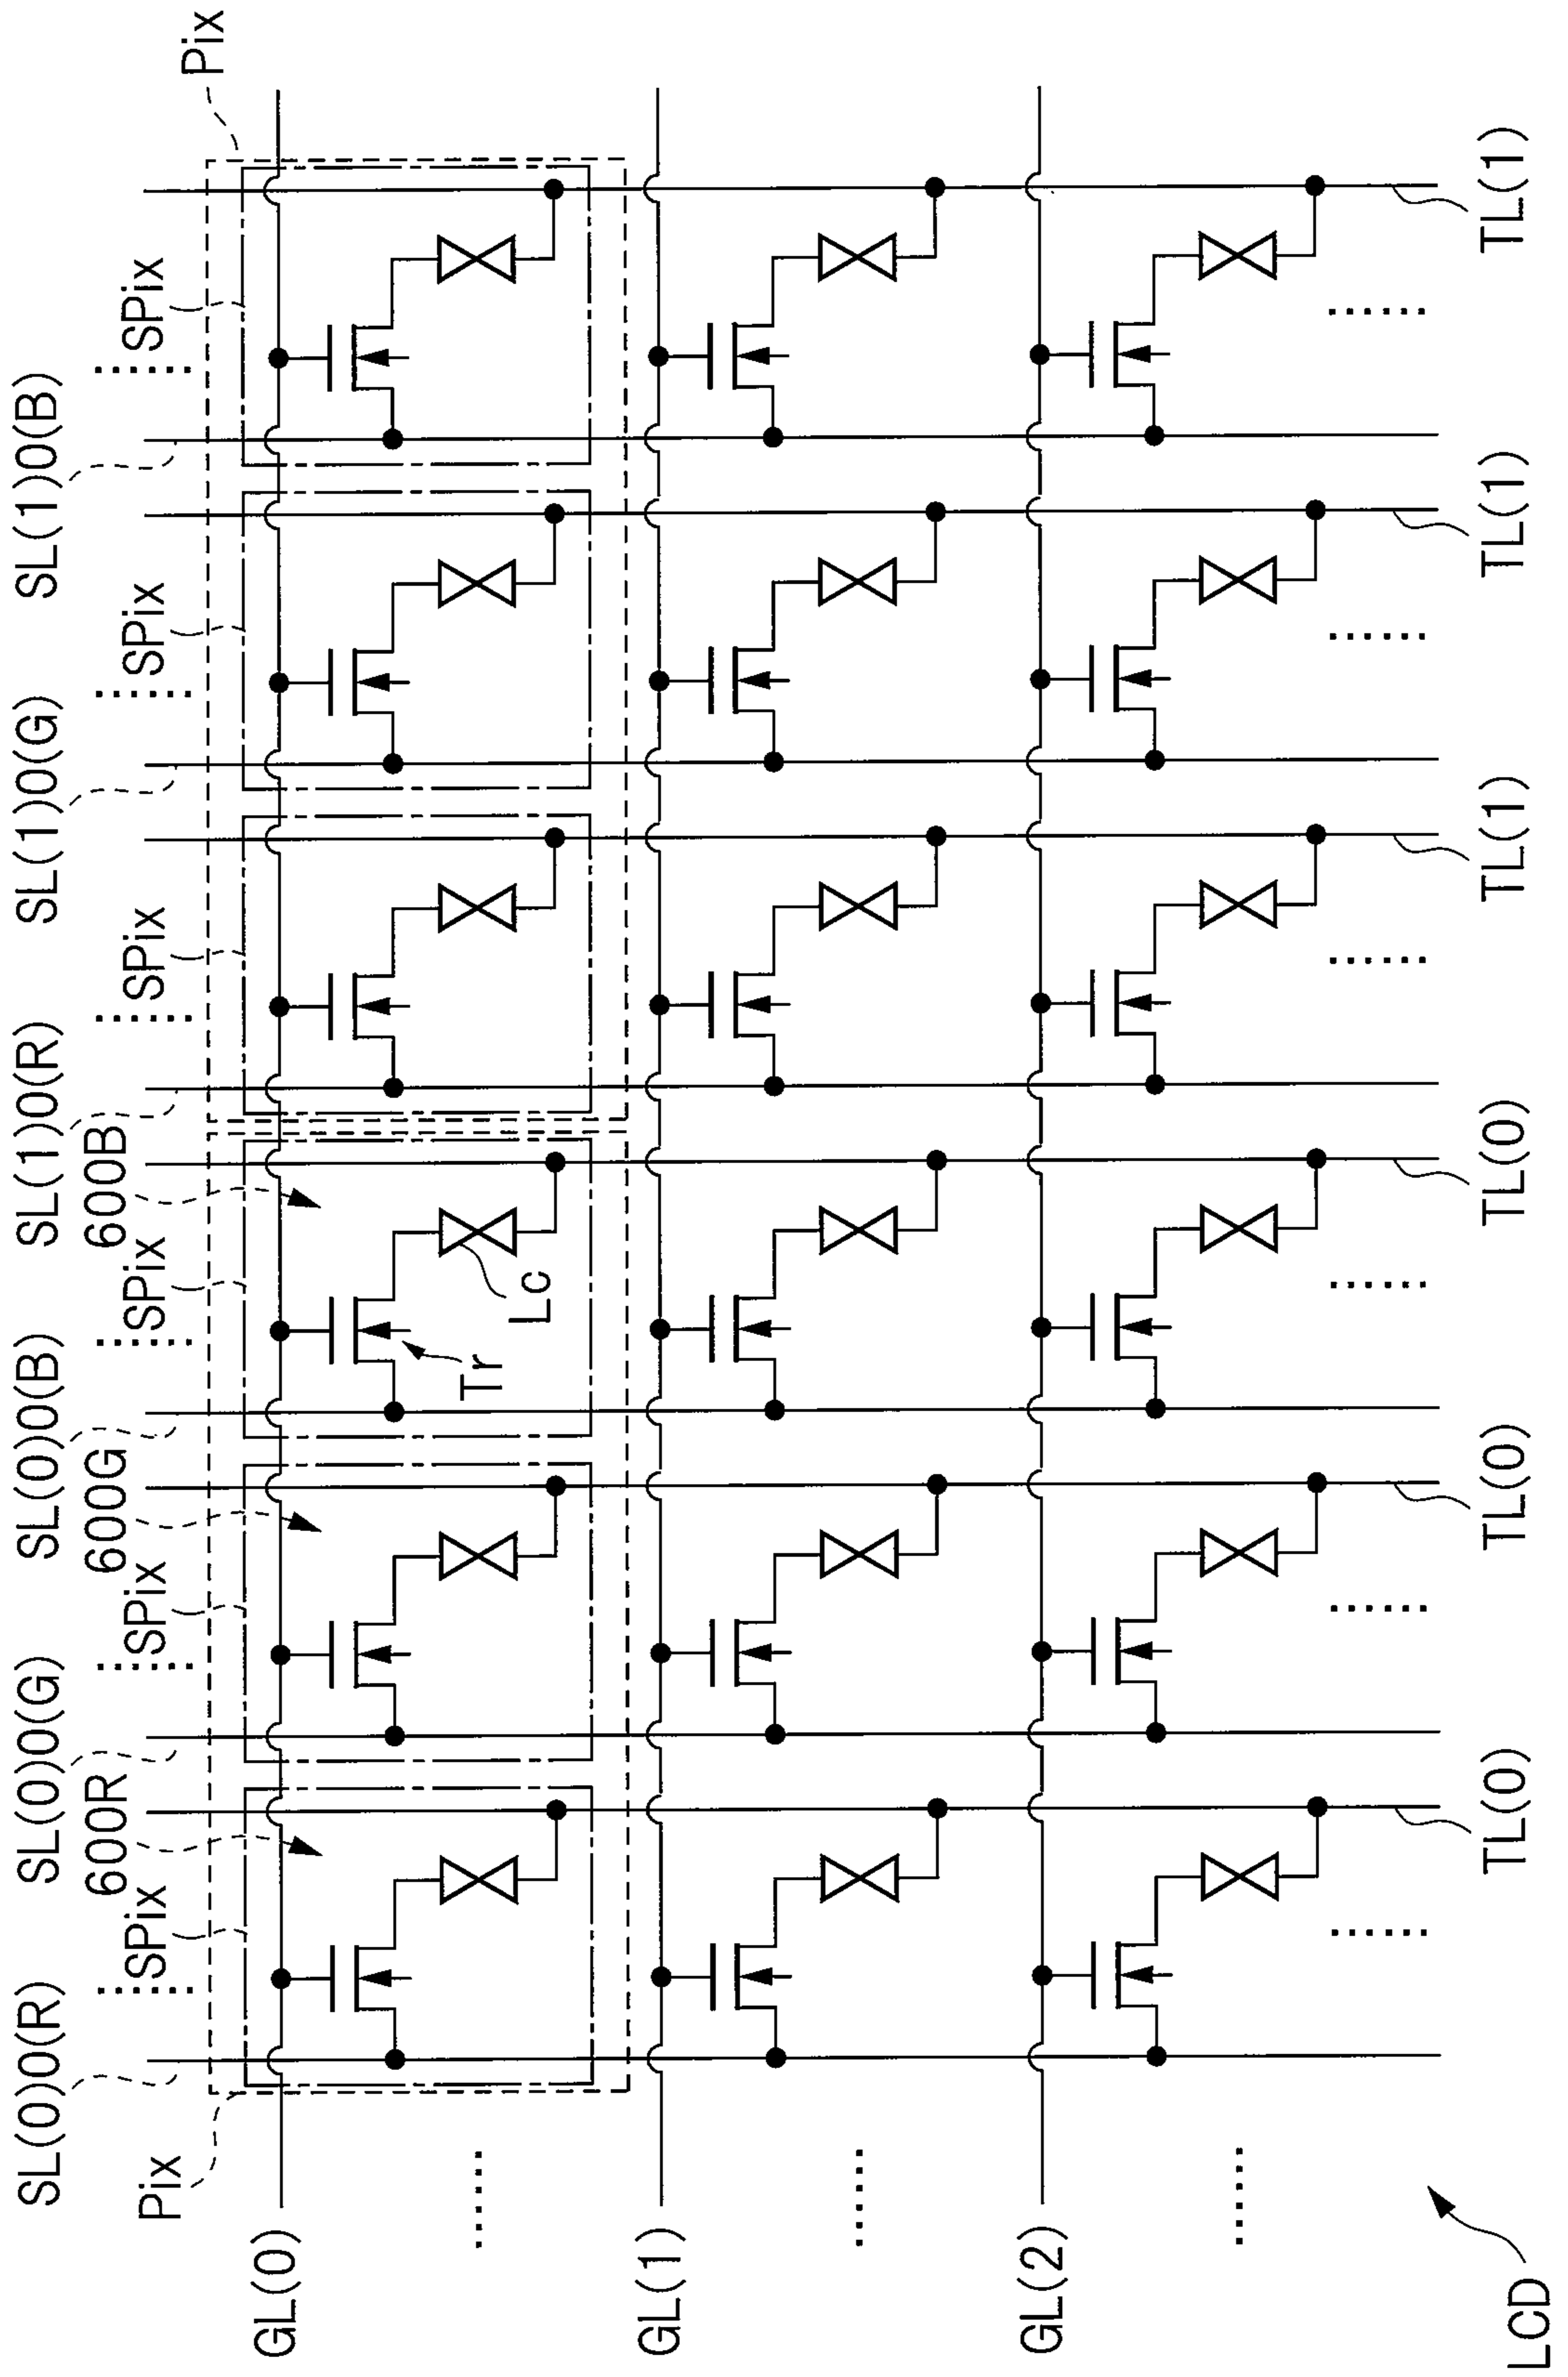 SL(0)0(R)
SL(0)0(G)
SL(0)0(B)
SL(1)0(R)
SL(1)0(G)
SL(1)0(B)
600R
600G
600B
SPix
SPix
SPix
SPix
SPix
SPix
Pix
Pix
GL(0)
Tr
Lc
GL(1)
GL(2)
TL(0)
TL(0)
TL(0)
TL(1)
TL(1)
TL(1)
LCD